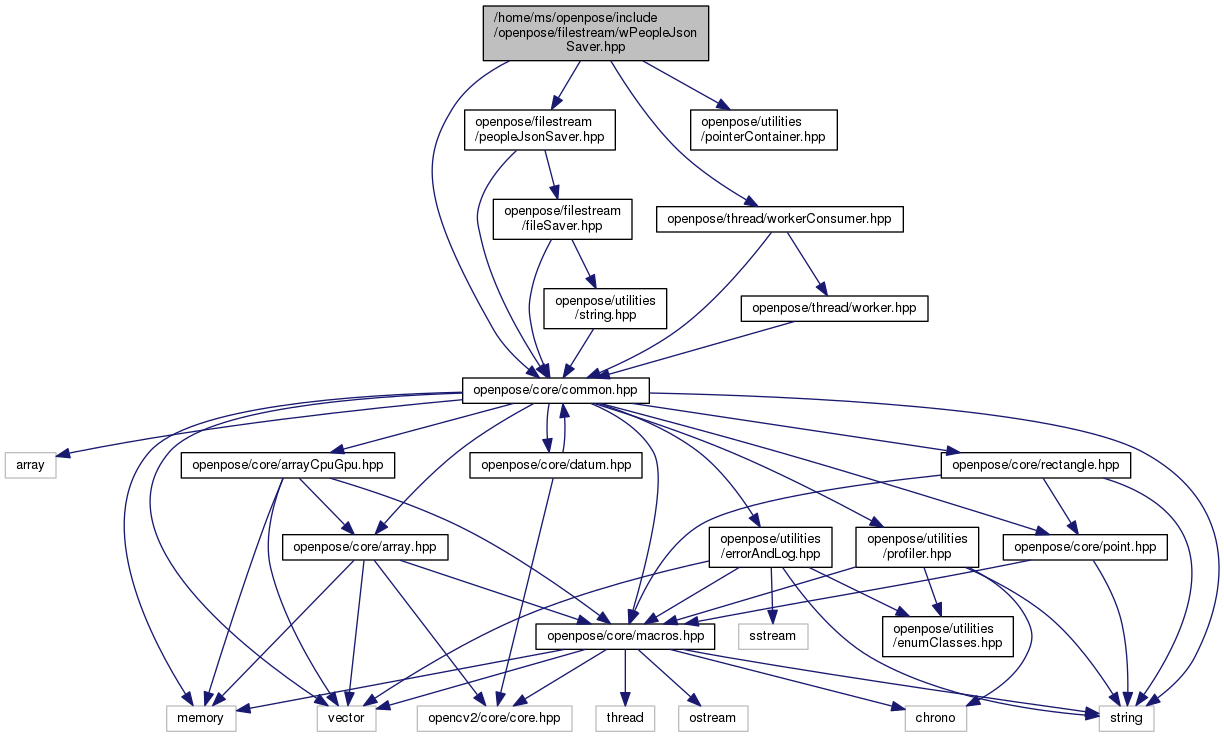 /home/ms/openpose/include
/openpose/filestream/wPeopleJson
Saver.hpp
openpose/filestream
/peopleJsonSaver.hpp
openpose/utilities
/pointerContainer.hpp
openpose/filestream
/fileSaver.hpp
openpose/thread/workerConsumer.hpp
openpose/utilities
/string.hpp
openpose/thread/worker.hpp
openpose/core/common.hpp
array
openpose/core/arrayCpuGpu.hpp
openpose/core/datum.hpp
openpose/core/rectangle.hpp
openpose/core/array.hpp
openpose/utilities
/errorAndLog.hpp
openpose/utilities
/profiler.hpp
openpose/core/point.hpp
openpose/core/macros.hpp
sstream
openpose/utilities
/enumClasses.hpp
memory
vector
opencv2/core/core.hpp
thread
ostream
chrono
string